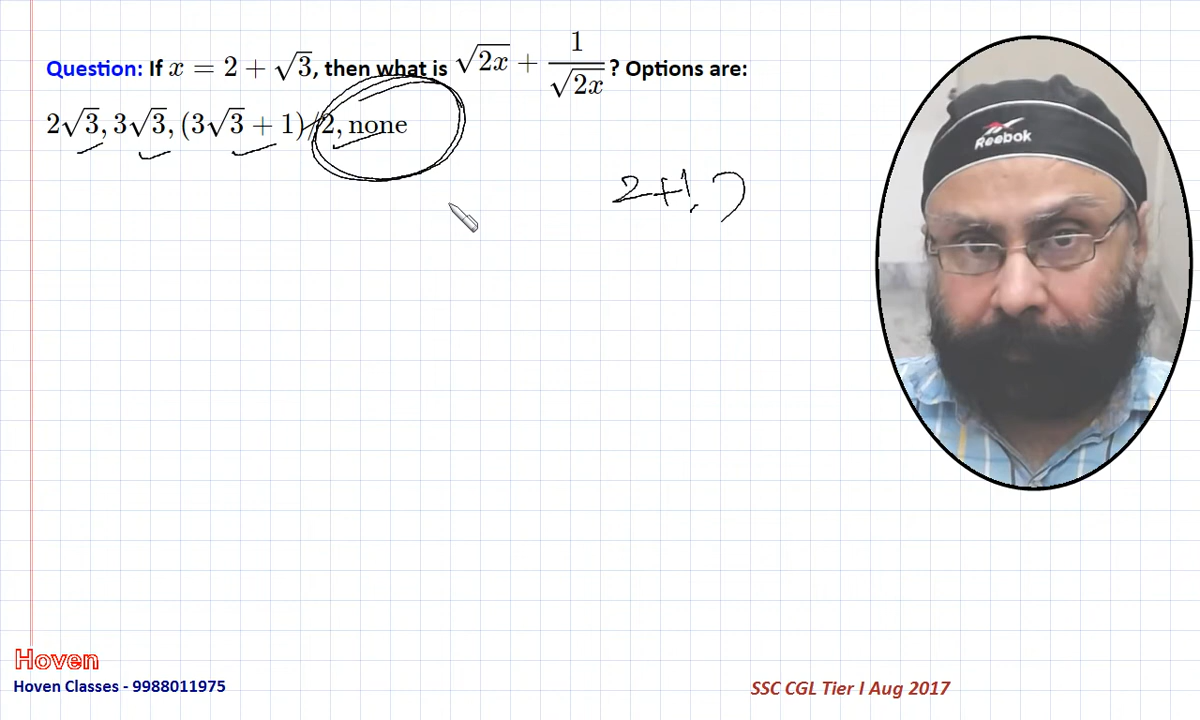 Question: If x = 2 + √3, then what is √2x + 1/√2x ? Options are:
2√3, 3√3, (3√3 + 1)/2, none
2+1.7
Reebok
Hoven
Hoven Classes - 9988011975
SSC CGL Tier I Aug 2017